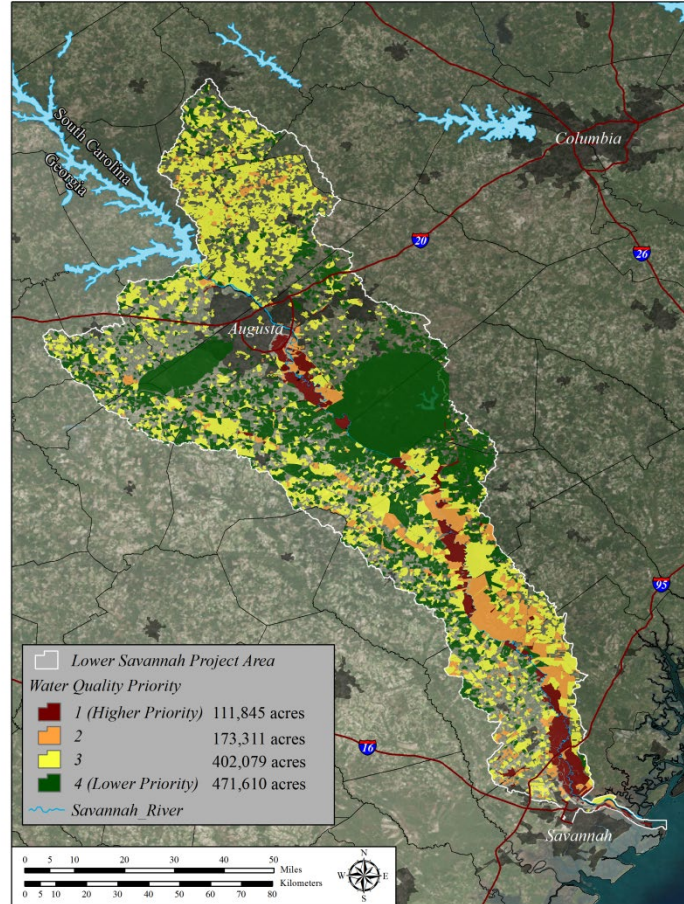 South Carolina
Georgia
Columbia
20
26
Augusta
95
Lower Savannah Project Area
Water Quality Priority
1 (Higher Priority) 111,845 acres
2 173,311 acres
3 402,079 acres
4 (Lower Priority) 471,610 acres
Savannah_River
16
Savannah
0 5 10 20 30 40 50
Miles
Kilometers
0 5 10 20 30 40 50 60 70 80
N
W E
S